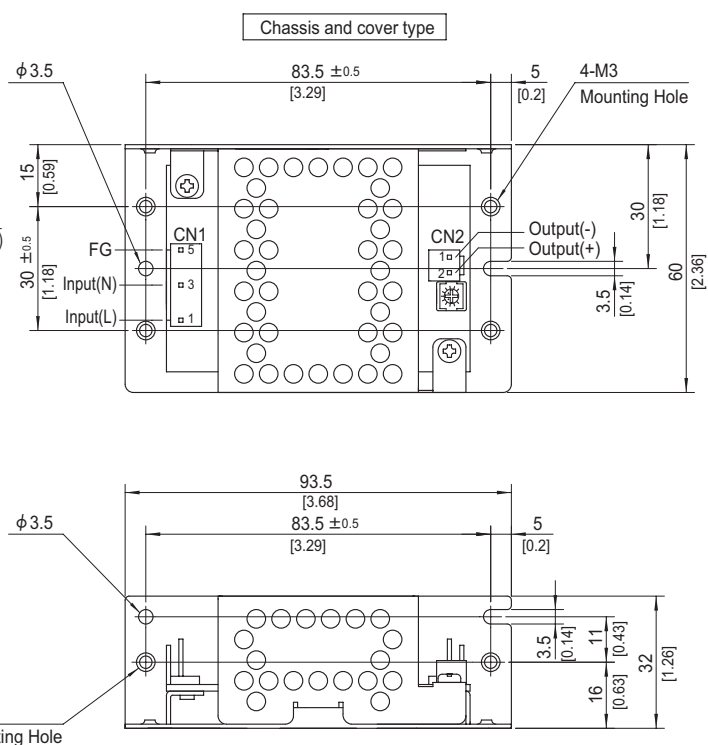 Chassis and cover type
φ3.5
83.5 ±0.5
[3.29]
5
[0.2]
4-M3
Mounting Hole
15
[0.59]
30 ±0.5
[1.18]
)
FG
Input(N)
Input(L)
CN1
5
3
1
CN2
1
2
Output(-)
Output(+)
30
[1.18]
3.5
[0.14]
60
[2.36]
93.5
[3.68]
φ3.5
83.5 ±0.5
[3.29]
5
[0.2]
3.5
[0.14]
11
[0.43]
16
[0.63]
32
[1.26]
ting Hole